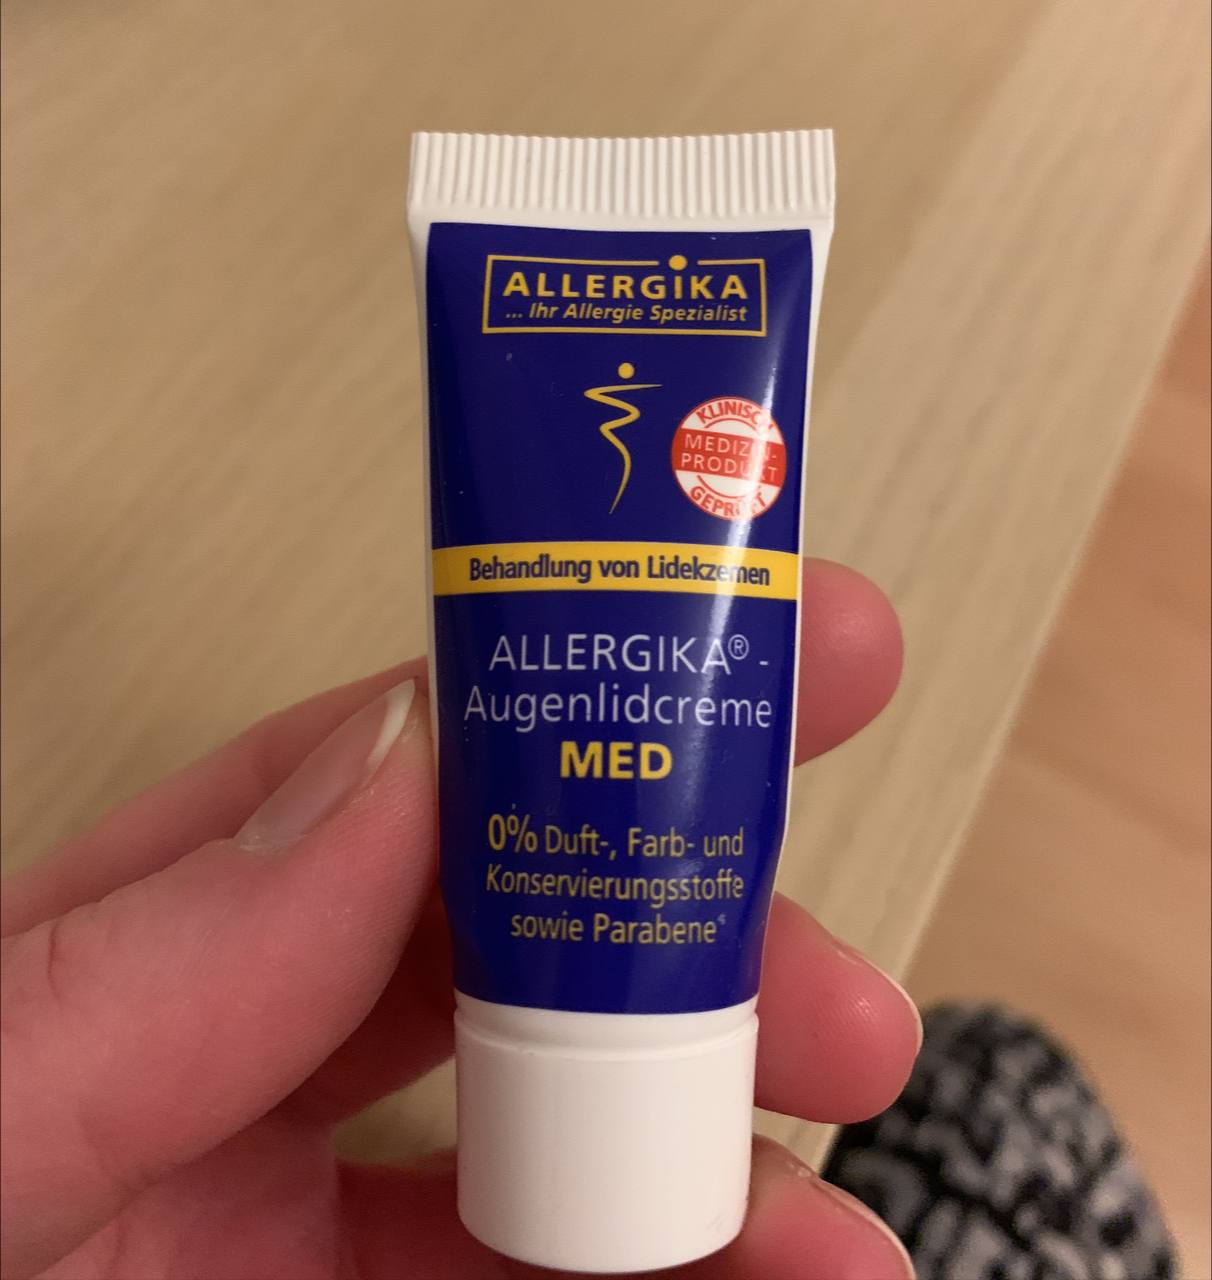 ALLERGIKA
... Ihr Allergie Spezialist
KLINISCH
MEDIZIN-
PRODUKT
GEPRÜFT
Behandlung von Lidekzemen
ALLERGIKA® -
Augenlidcreme
MED
0% Duft-, Farb- und
Konservierungsstoffe
sowie Parabene